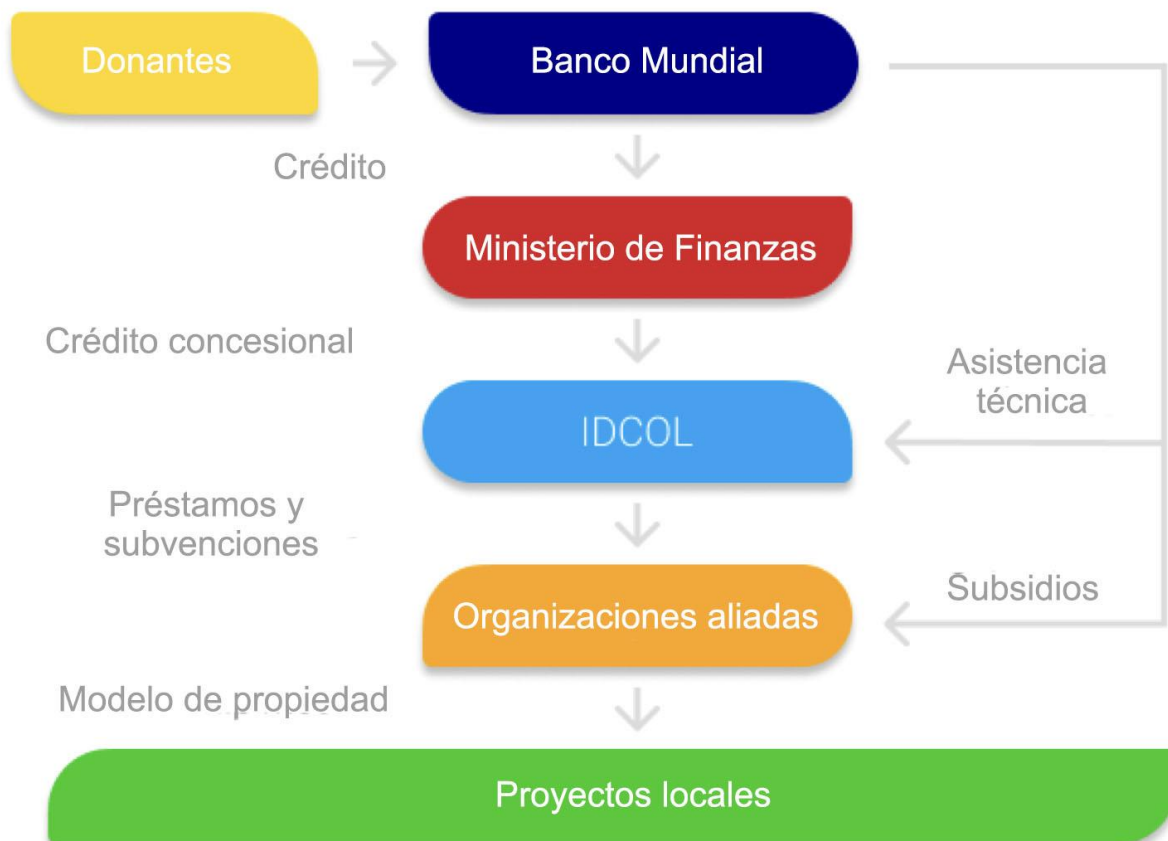 Donantes
Banco Mundial
Crédito
Ministerio de Finanzas
Crédito concesional
Asistencia
técnica
IDCOL
Préstamos y
subvenciones
Organizaciones aliadas
Subsidios
Modelo de propiedad
Proyectos locales